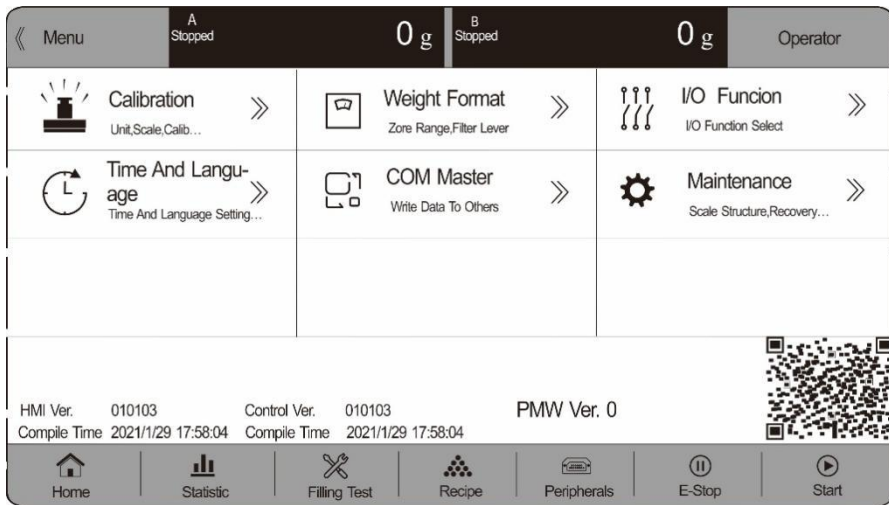 Menu
A
Stopped
0 g
B
Stopped
0 g
Operator
Calibration
Unit,Scale,Calib...
Weight Format
Zore Range,Filter Lever
I/O Funcion
I/O Function Select
Time And Langu-
age
Time And Language Setting...
COM Master
Write Data To Others
Maintenance
Scale Structure,Recovery...
HMI Ver. 010103 Control Ver. 010103 PMW Ver. 0
Compile Time 2021/1/29 17:58:04 Compile Time 2021/1/29 17:58:04
Home
Statistic
Filling Test
Recipe
Peripherals
E-Stop
Start